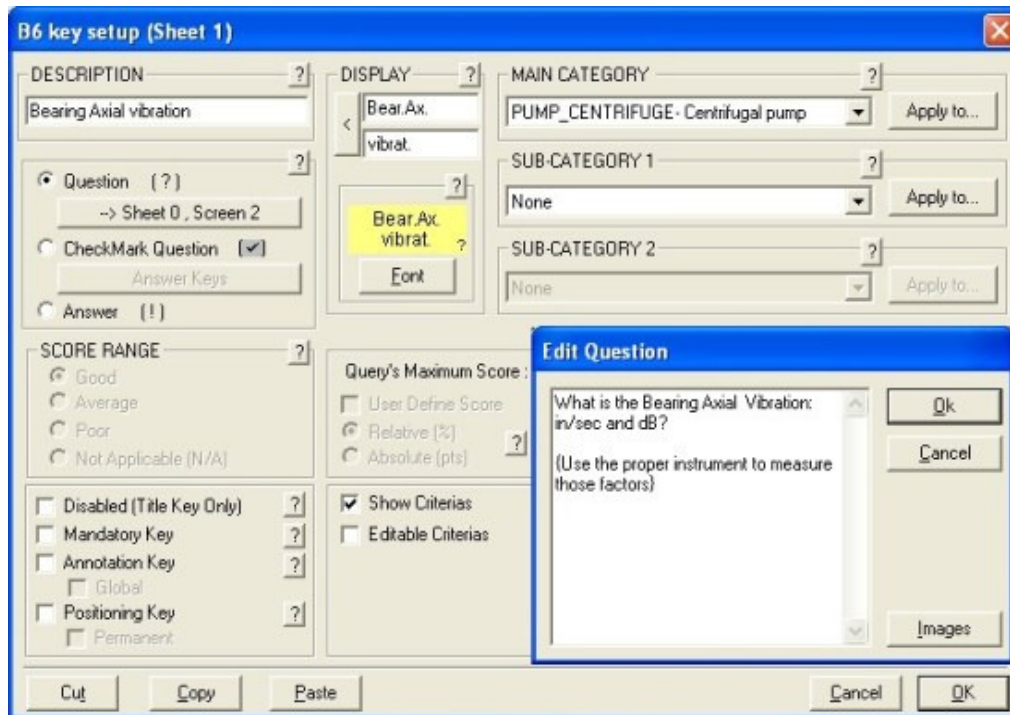 B6 key setup (Sheet 1)
DESCRIPTION ?
Bearing Axial vibration
?
Question (?)
--> Sheet 0 , Screen 2
CheckMark Question (✓)
Answer Keys
Answer (!)
DISPLAY ?
<
Bear.Ax.
vibrat.
?
Bear.Ax.
vibrat. ?
Font
MAIN CATEGORY ?
PUMP_CENTRIFUGE- Centrifugal pump
Apply to...
SUB-CATEGORY 1 ?
None
Apply to...
SUB-CATEGORY 2 ?
None
Apply to...
SCORE RANGE ?
Good
Average
Poor
Not Applicable (N/A)
Query's Maximum Score :
User Define Score
Relative (%)
Absolute (pts)
?
Disabled (Title Key Only) ?
Mandatory Key ?
Annotation Key ?
Global
Positioning Key ?
Permanent
Show Criterias
Editable Criterias
Edit Question
What is the Bearing Axial Vibration:
in/sec and dB?
(Use the proper instrument to measure
those factors)
Ok
Cancel
Images
Cut
Copy
Paste
Cancel
OK